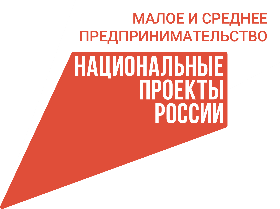 МАЛОЕ И СРЕДНЕЕ
ПРЕДПРИНИМАТЕЛЬСТВО
НАЦИОНАЛЬНЫЕ
ПРОЕКТЫ
РОССИИ